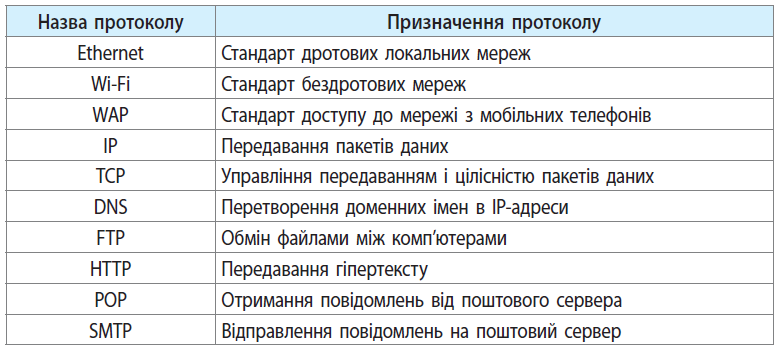 Назва протоколу Призначення протоколу
Ethernet Стандарт дротових локальних мереж
Wi-Fi Стандарт бездротових мереж
WAP Стандарт доступу до мережі з мобільних телефонів
IP Передавання пакетів даних
TCP Управління передаванням і цілісністю пакетів даних
DNS Перетворення доменних імен в IP-адреси
FTP Обмін файлами між комп'ютерами
HTTP Передавання гіпертексту
POP Отримання повідомлень від поштового сервера
SMTP Відправлення повідомлень на поштовий сервер